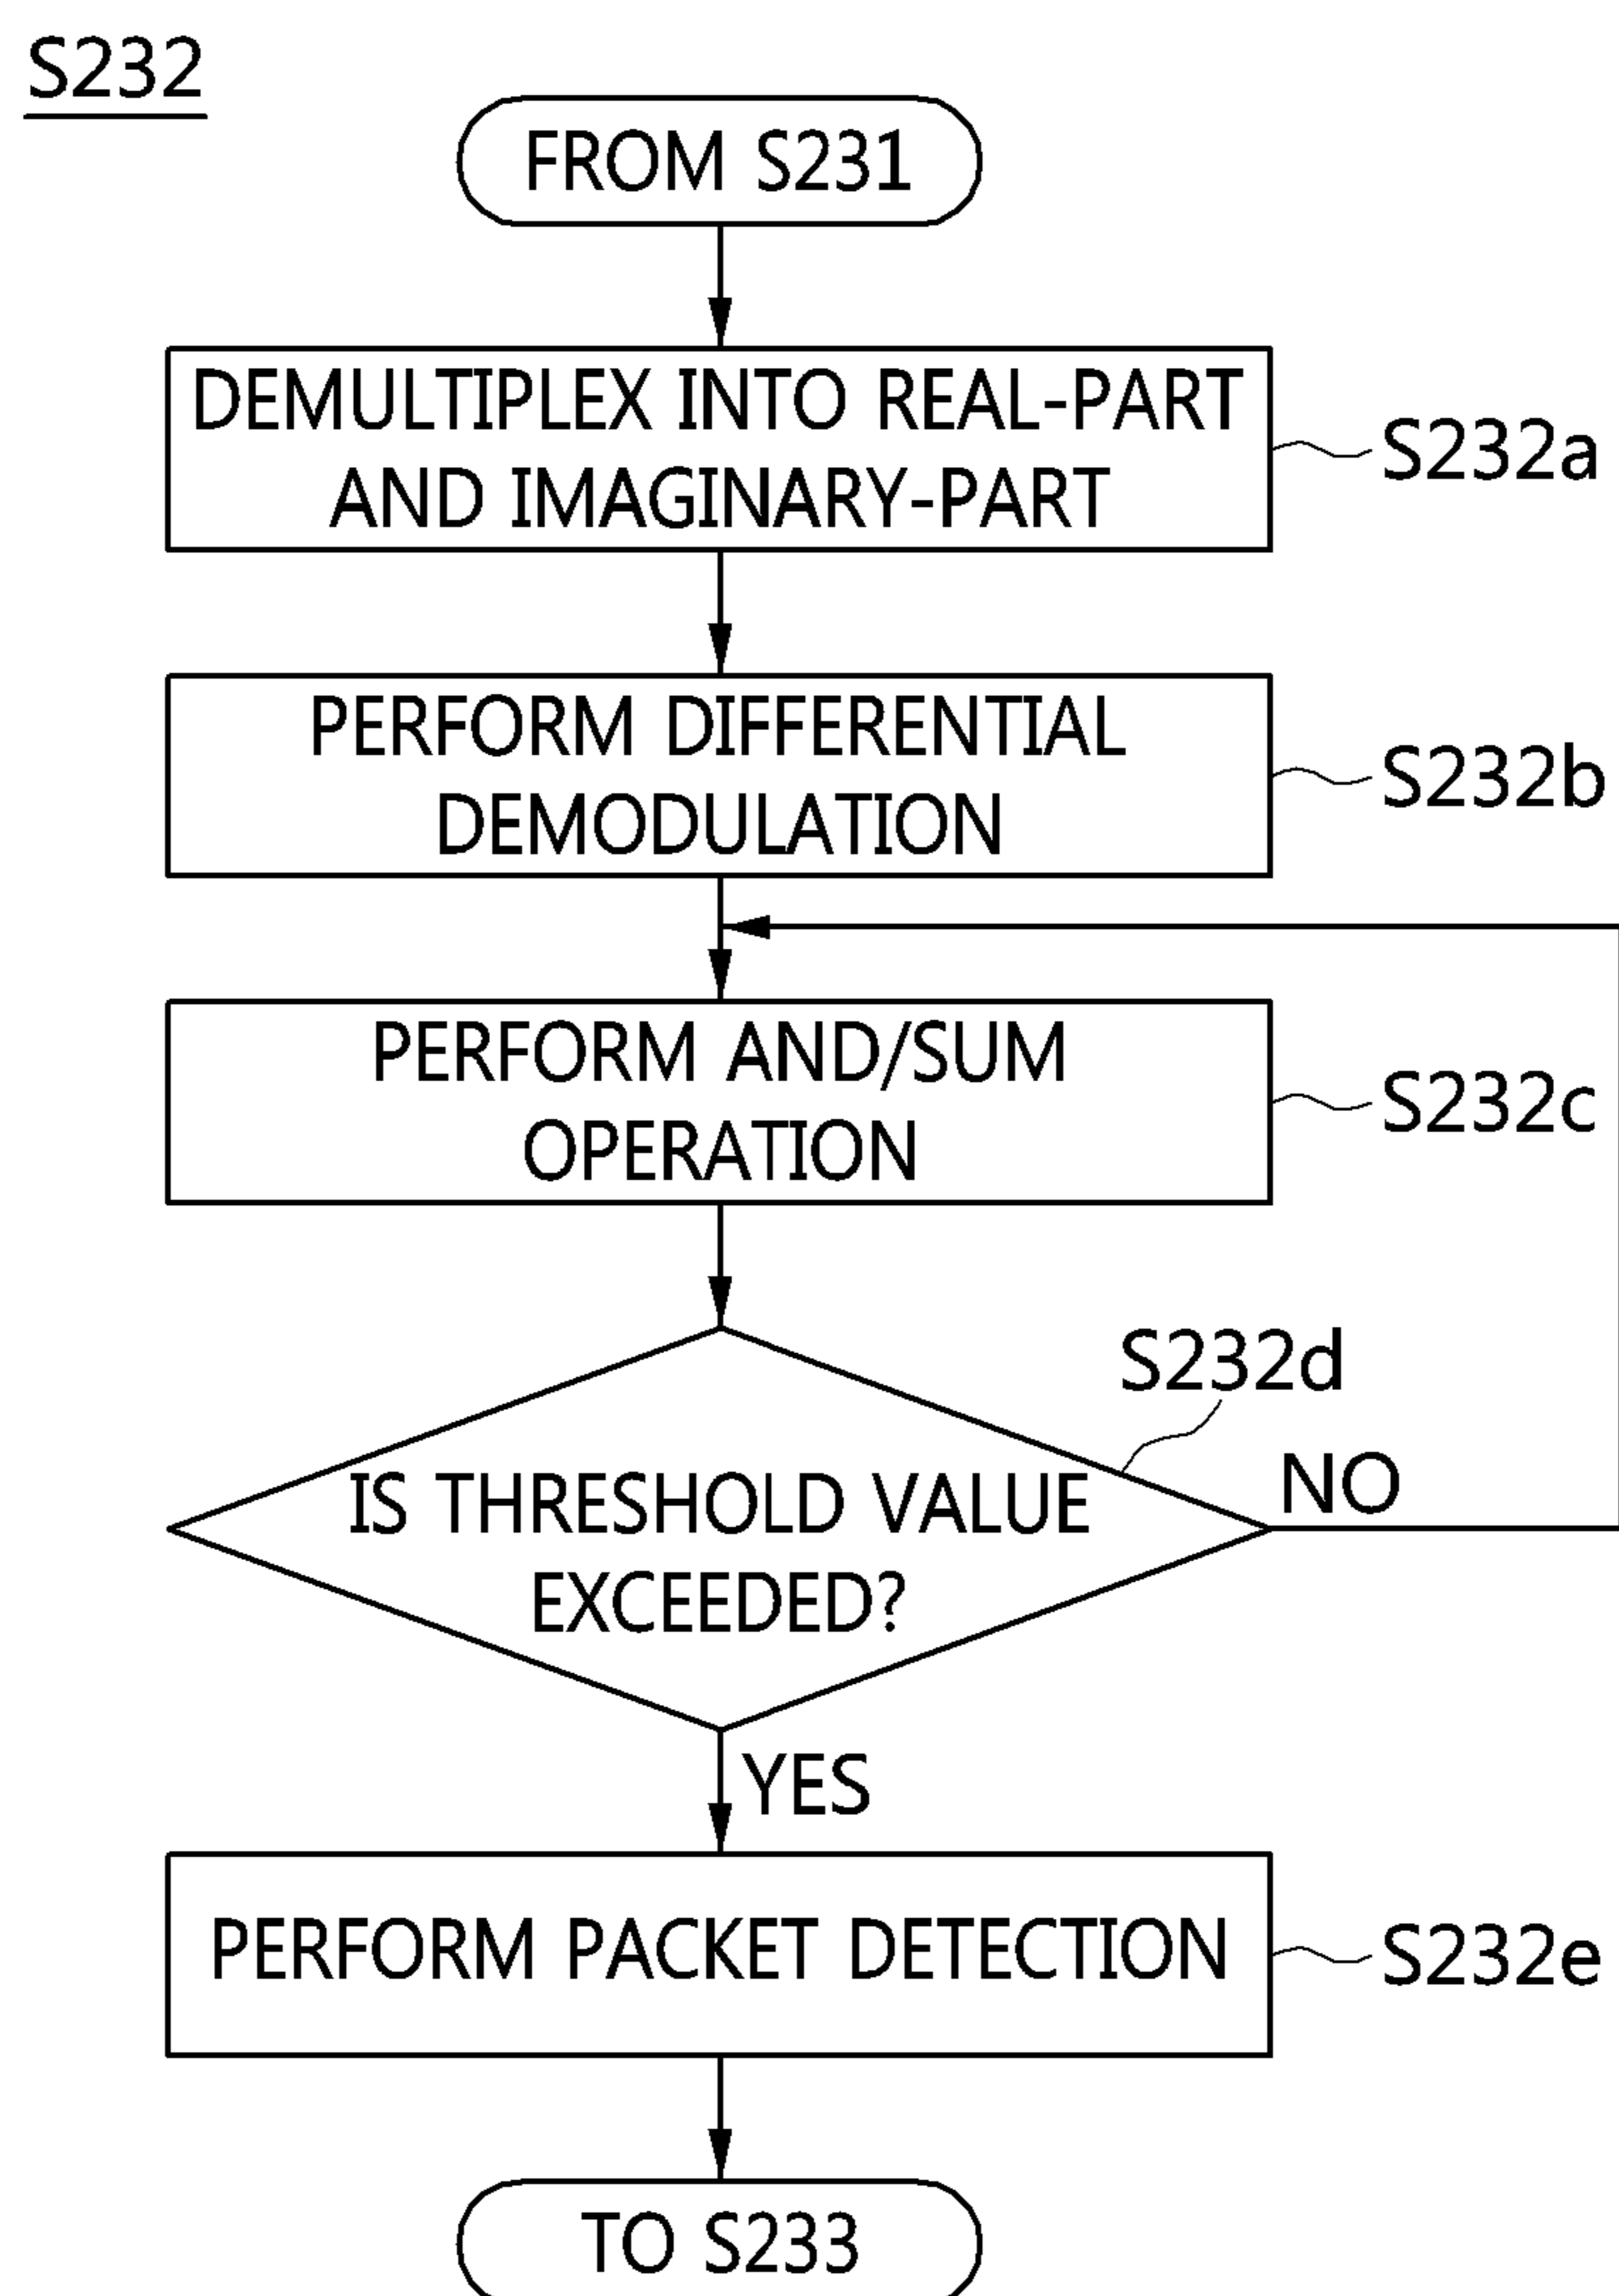 S232
FROM S231
DEMULTIPLEX INTO REAL-PART
AND IMAGINARY-PART
S232a
PERFORM DIFFERENTIAL
DEMODULATION
S232b
PERFORM AND/SUM
OPERATION
S232c
S232d
IS THRESHOLD VALUE
EXCEEDED?
NO
YES
PERFORM PACKET DETECTION
S232e
TO S233